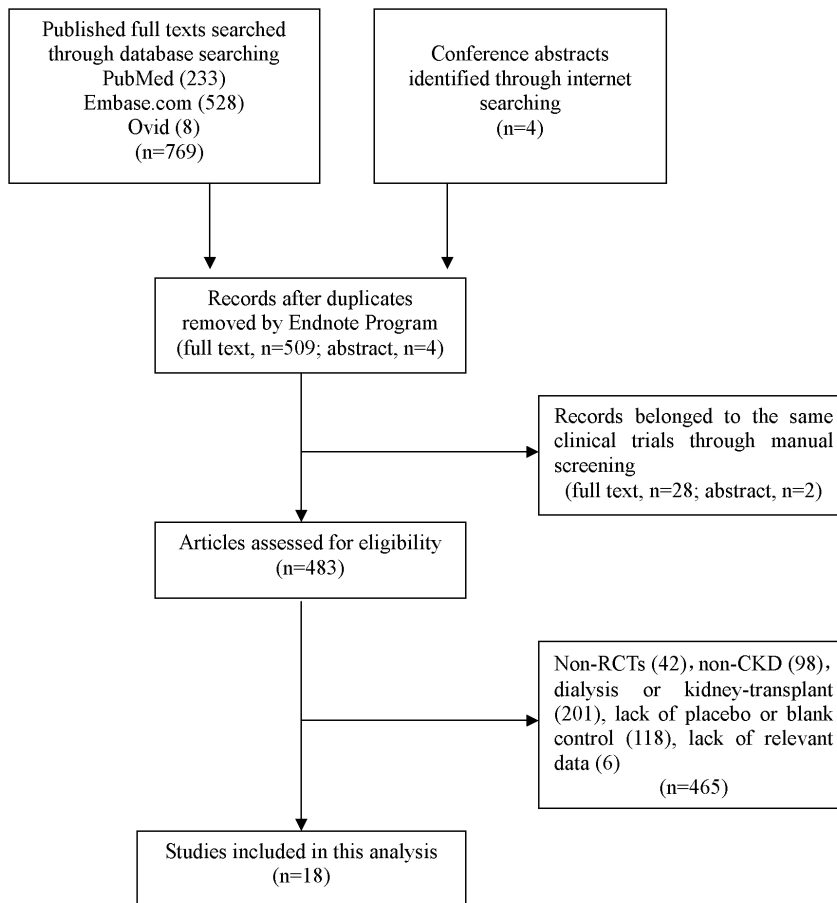 Published full texts searched
through database searching
PubMed (233)
Embase.com (528)
Ovid (8)
(n=769)
Conference abstracts
identified through internet
searching
(n=4)
Records after duplicates
removed by Endnote Program
(full text, n=509; abstract, n=4)
Records belonged to the same
clinical trials through manual
screening
(full text, n=28; abstract, n=2)
Articles assessed for eligibility
(n=483)
Non-RCTs (42), non-CKD (98),
dialysis or kidney-transplant
(201), lack of placebo or blank
control (118), lack of relevant
data (6)
(n=465)
Studies included in this analysis
(n=18)